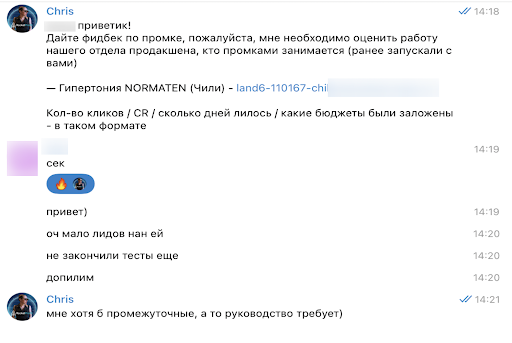 Chris
14:18
приветик!
Дайте фидбек по промке, пожалуйста, мне необходимо оценить работу
нашего отдела продакшена, кто промками занимается (ранее запускали с
вами)
— Гипертония NORMATEN (Чили) - land6-110167-chi
Кол-во кликов / CR / сколько дней лилось / какие бюджеты были заложены
- в таком формате
14:19
сек
привет)
14:19
оч мало лидов нан ей
14:20
не закончили тесты еще
14:20
допилим
14:20
Chris
14:21
мне хотя б промежуточные, а то руководство требует)